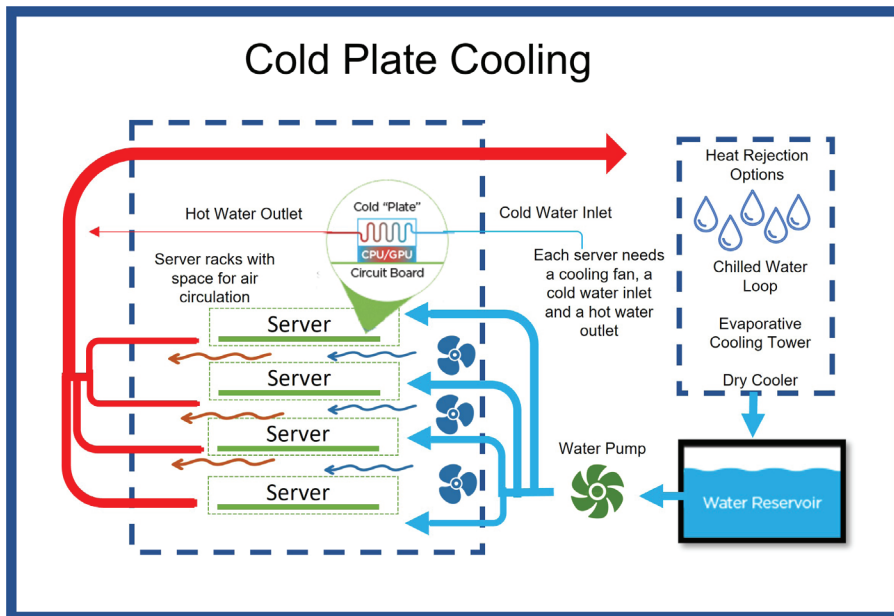 Cold Plate Cooling
Heat Rejection
Options
Chilled Water
Loop
Evaporative
Cooling Tower
Dry Cooler
Hot Water Outlet
Cold "Plate"
CPU/GPU
Circuit Board
Cold Water Inlet
Server racks with
space for air
circulation
Each server needs
a cooling fan, a
cold water inlet
and a hot water
outlet
Server
Server
Server
Server
Water Pump
Water Reservoir